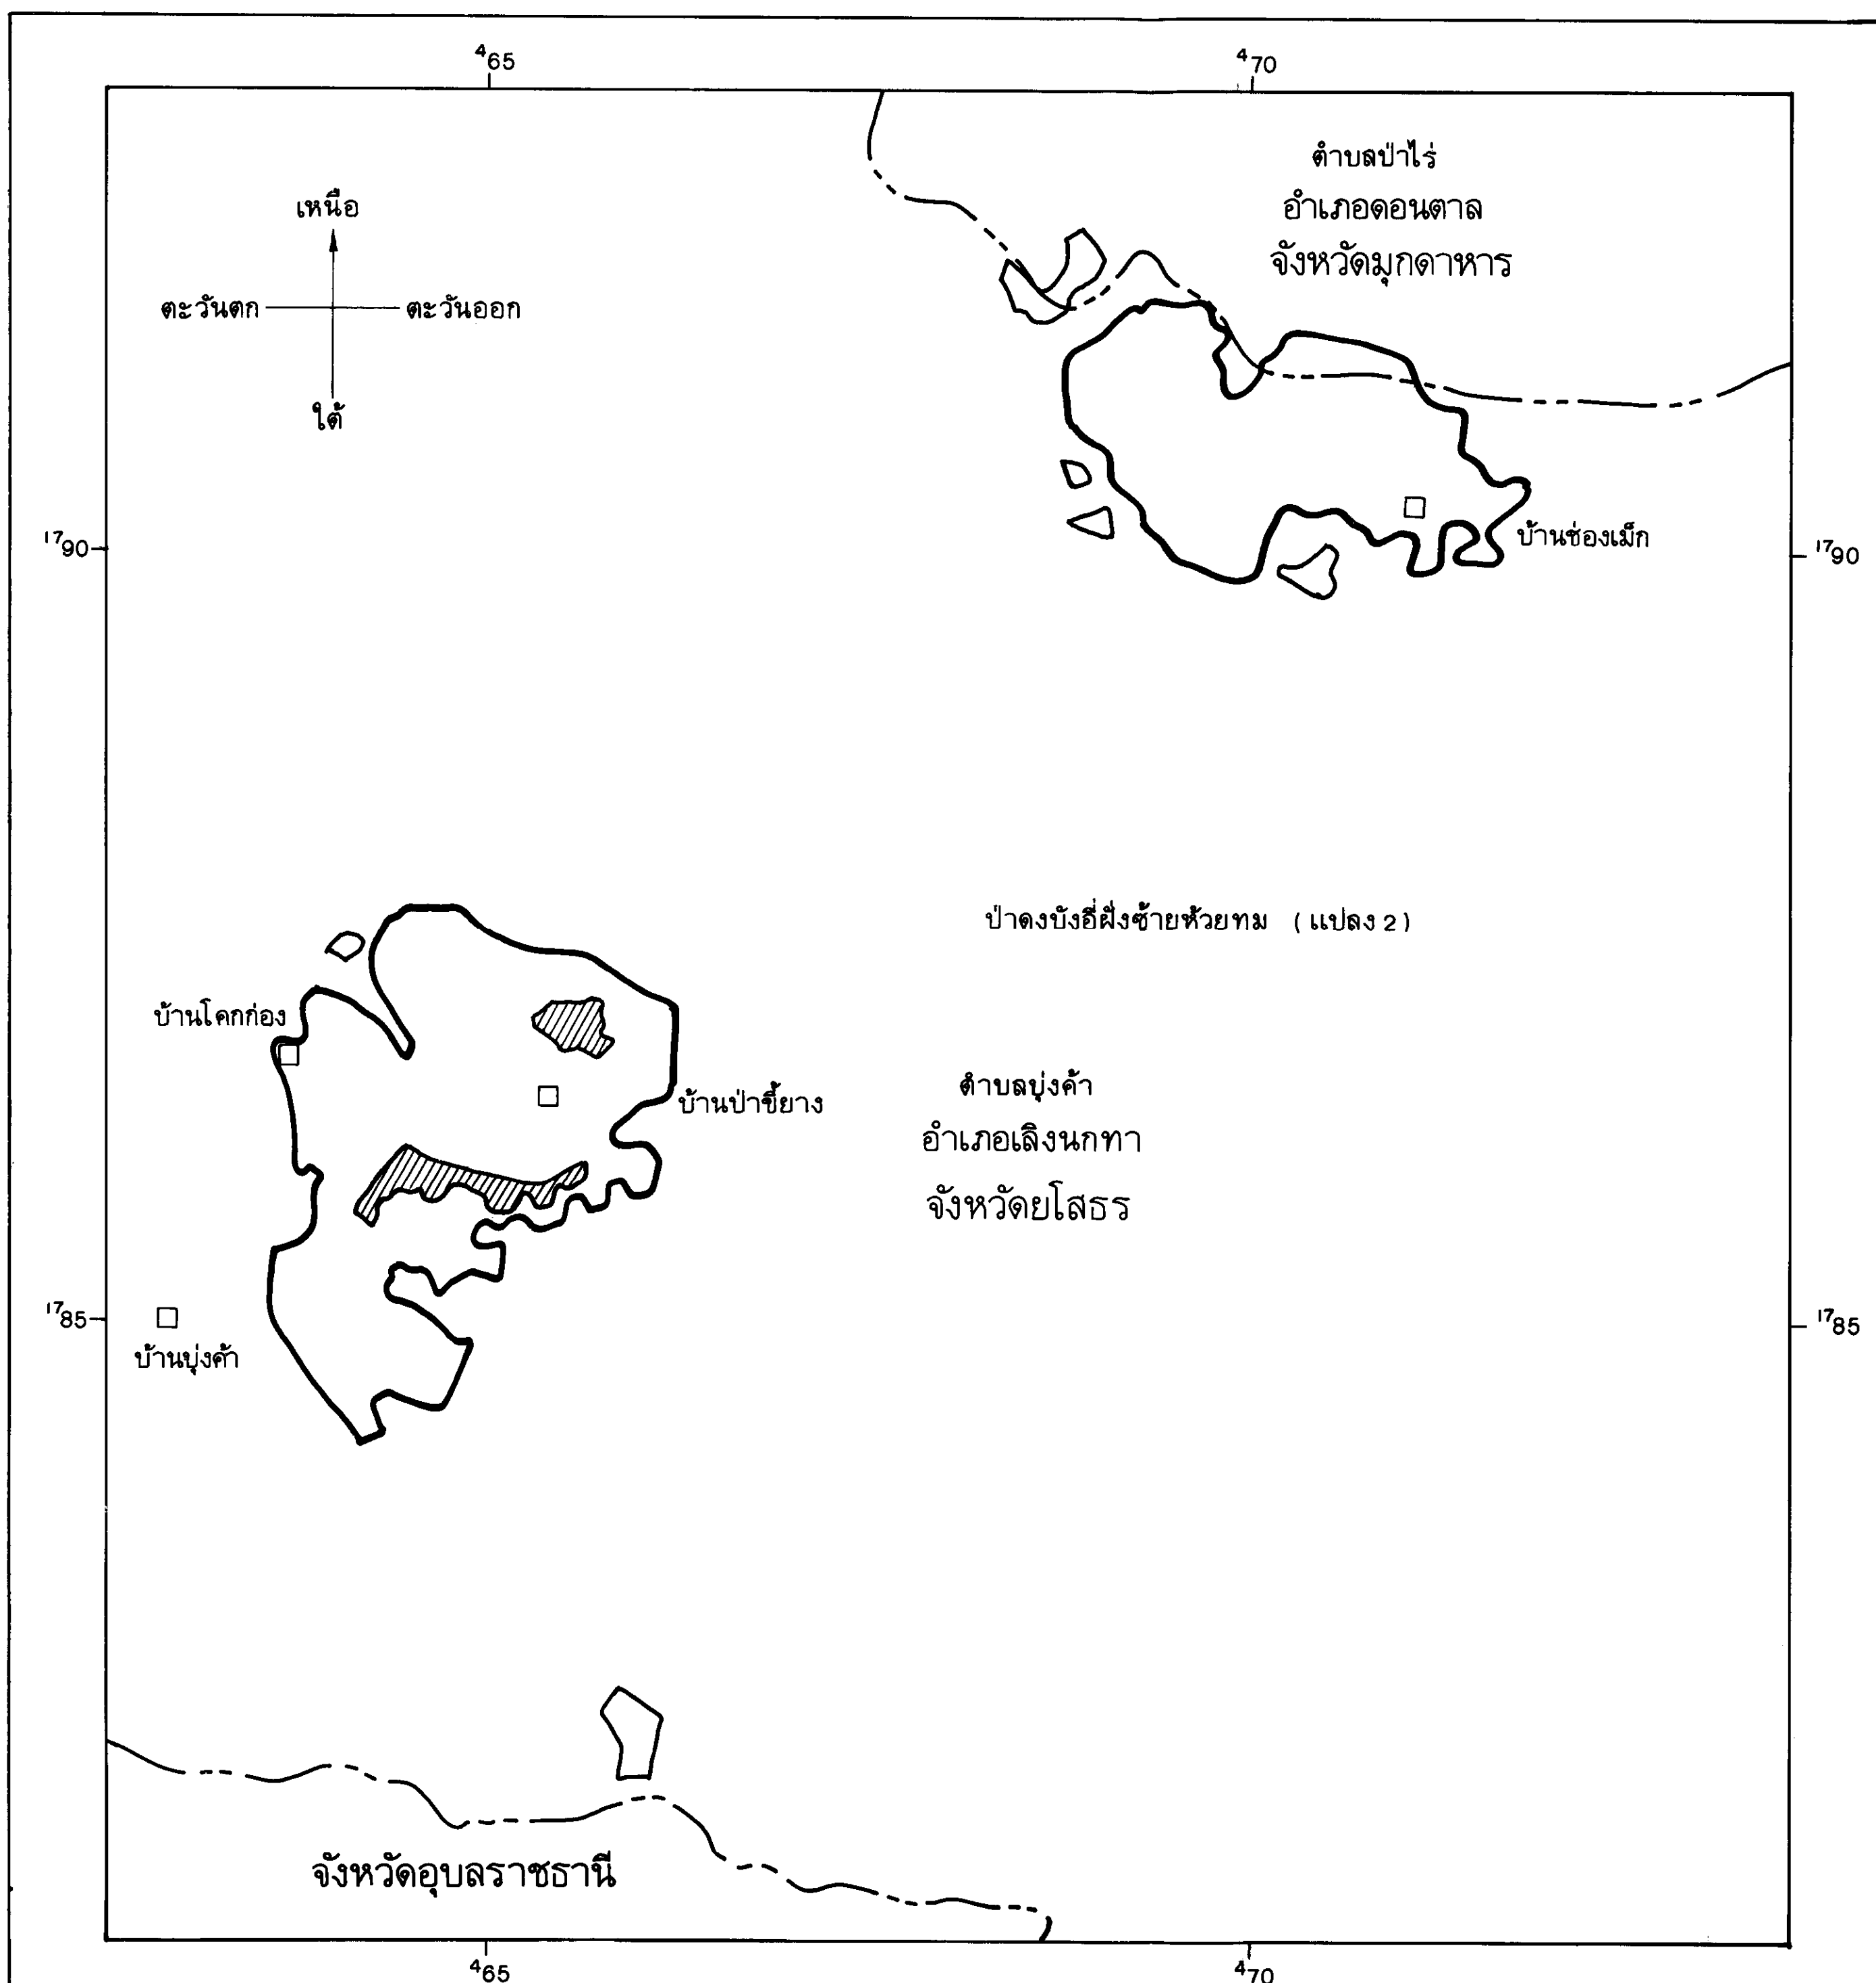 ⁴65 ⁴70
ตำบลป่าไร่
อำเภอดอนตาล
จังหวัดมุกดาหาร
เหนือ
ตะวันตก ตะวันออก
ใต้
¹⁷90 บ้านช่องเม็ก ¹⁷90
ป่าดงบังอี่ฝั่งซ้ายห้วยทม (แปลง 2)
บ้านโคกก่อง
บ้านป่าขี้ยาง
ตำบลบุ่งค้า
อำเภอเลิงนกทา
จังหวัดยโสธร
¹⁷85 ¹⁷85
บ้านบุ่งค้า
จังหวัดอุบลราชธานี
⁴65 ⁴70